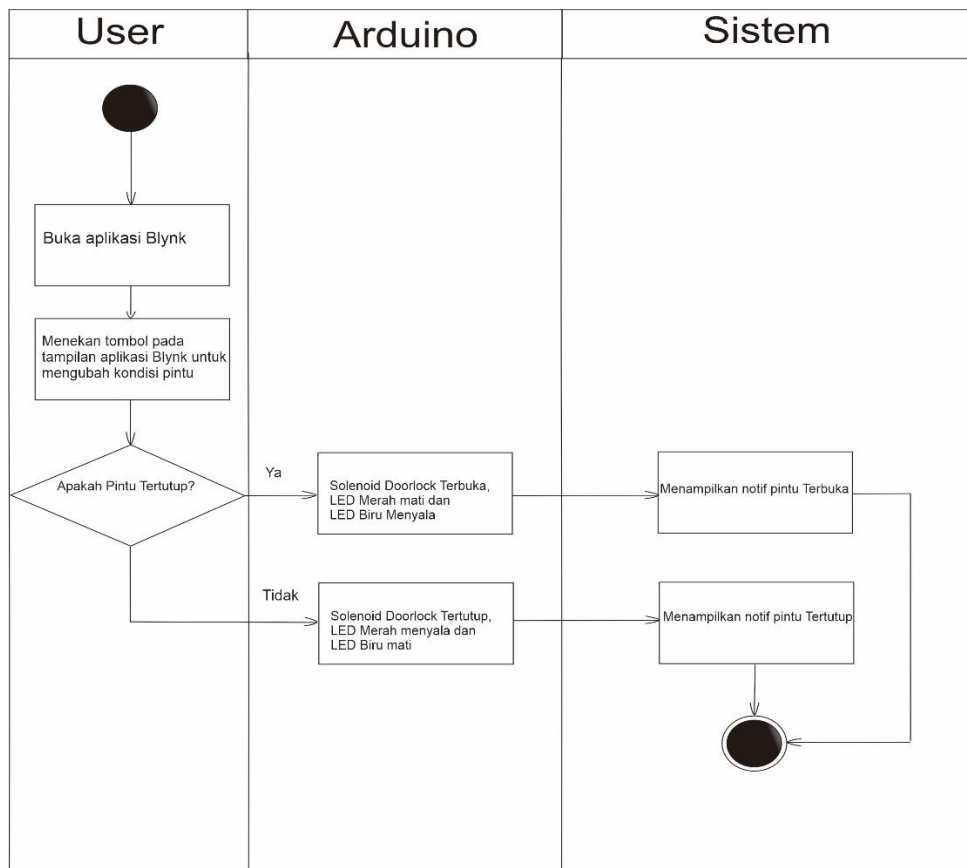 User
Arduino
Sistem
Buka aplikasi Blynk
Menekan tombol pada
tampilan aplikasi Blynk untuk
mengubah kondisi pintu
Apakah Pintu Tertutup?
Ya
Solenoid Doorlock Terbuka,
LED Merah mati dan
LED Biru Menyala
Menampilkan notif pintu Terbuka
Tidak
Solenoid Doorlock Tertutup,
LED Merah menyala dan
LED Biru mati
Menampilkan notif pintu Tertutup